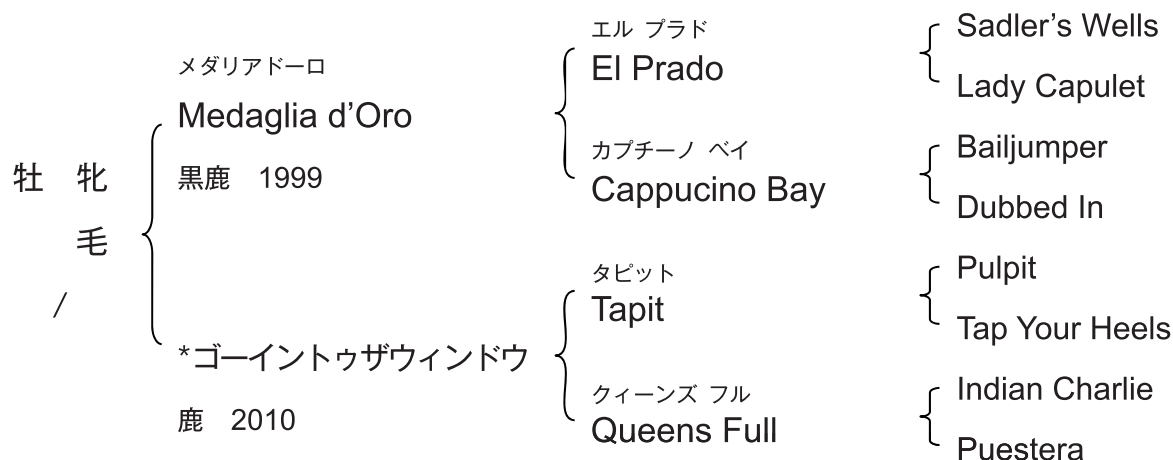 牡 牝
毛
/
メダリアドーロ
Medaglia d’Oro
黒鹿 1999
*ゴーイントゥザウィンドウ
鹿 2010
エル プラド
El Prado
カプチーノ ベイ
Cappucino Bay
タピット
Tapit
クィーンズ フル
Queens Full
Sadler’s Wells
Lady Capulet
Bailjumper
Dubbed In
Pulpit
Tap Your Heels
Indian Charlie
Puestera